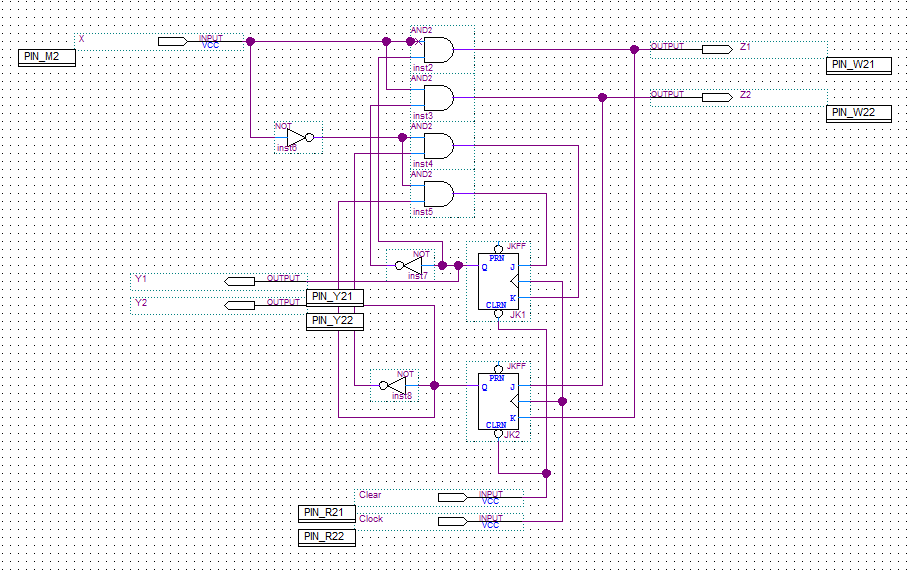 AND2
X
INPUT
VCC
PIN_M2
OUTPUT
Z1
PIN_W21
inst2
AND2
OUTPUT
Z2
PIN_W22
inst3
AND2
NOT
inst6
inst4
AND2
inst5
JKFF
PRN
Q
J
NOT
inst7
K
CLRN
JK1
Y1
OUTPUT
PIN_Y21
Y2
OUTPUT
PIN_Y22
JKFF
PRN
Q
J
NOT
inst8
K
CLRN
JK2
Clear
INPUT
VCC
PIN_R21
Clock
INPUT
VCC
PIN_R22